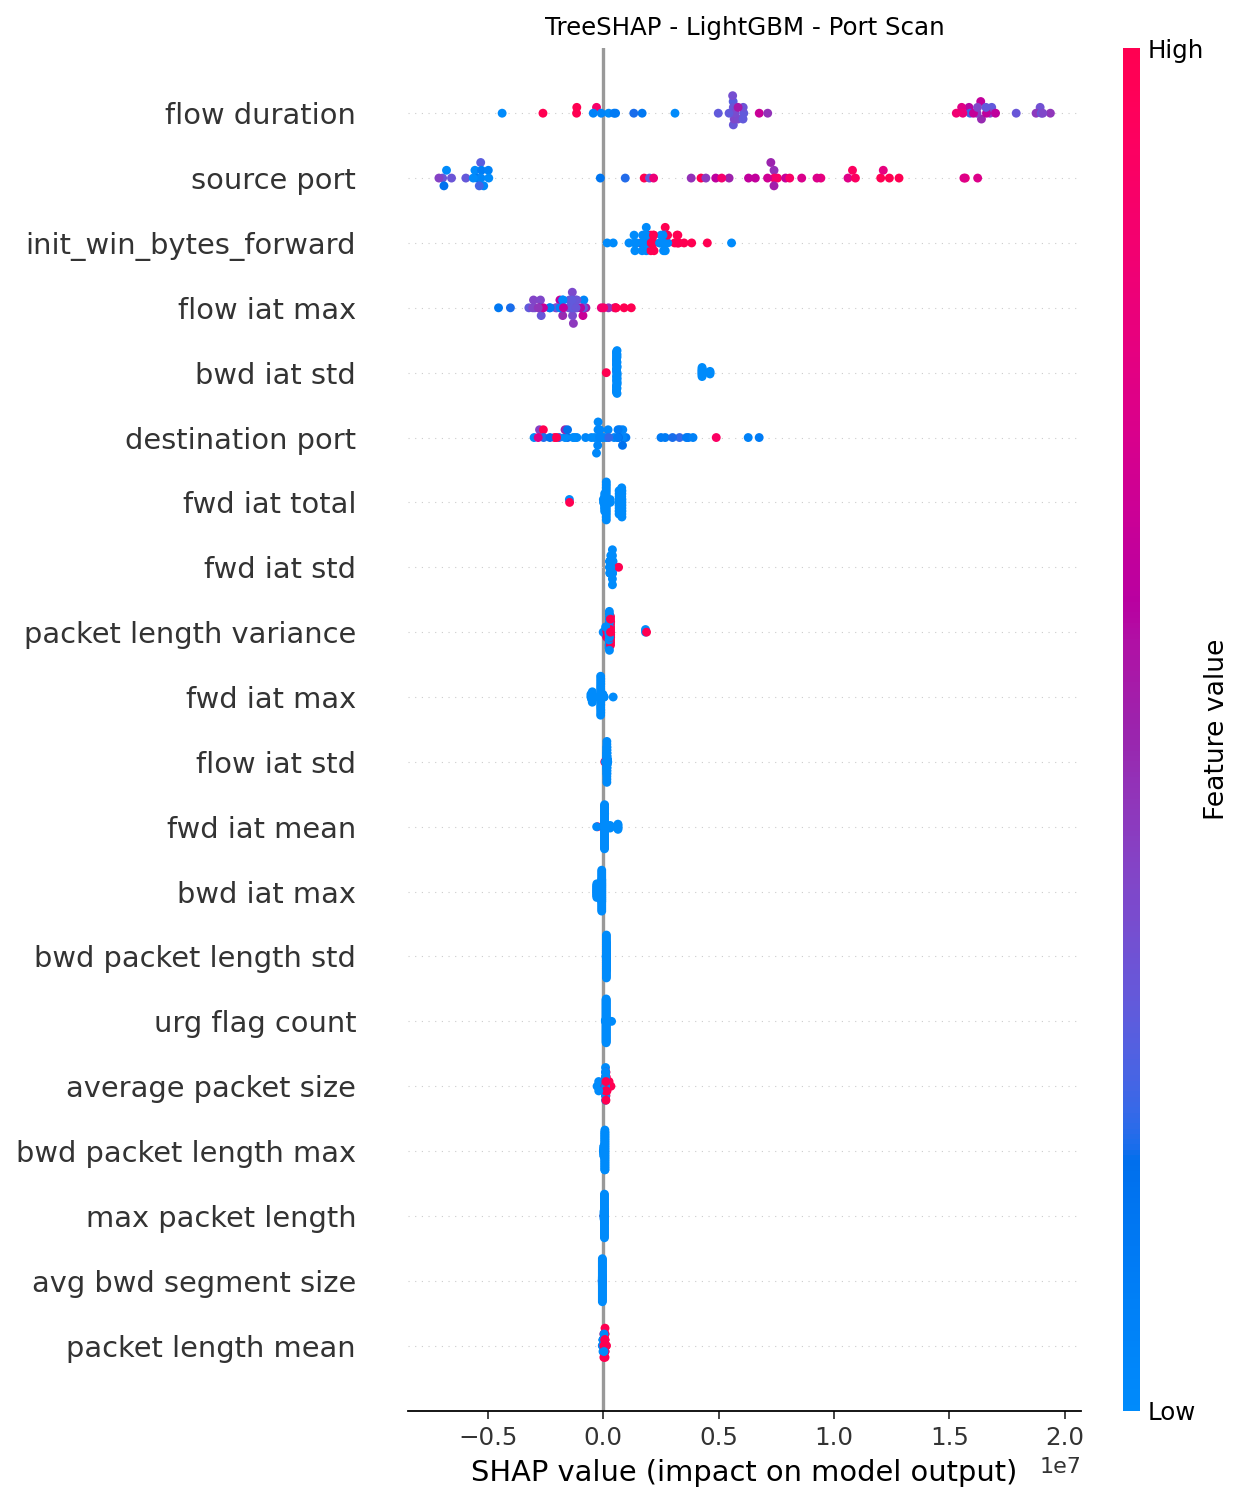 TreeSHAP - LightGBM - Port Scan
High
flow duration
source port
init_win_bytes_forward
flow iat max
bwd iat std
destination port
fwd iat total
fwd iat std
packet length variance
fwd iat max
flow iat std
fwd iat mean
bwd iat max
bwd packet length std
urg flag count
average packet size
bwd packet length max
max packet length
avg bwd segment size
packet length mean
Feature value
Low
−0.5 0.0 0.5 1.0 1.5 2.0
1e7
SHAP value (impact on model output)